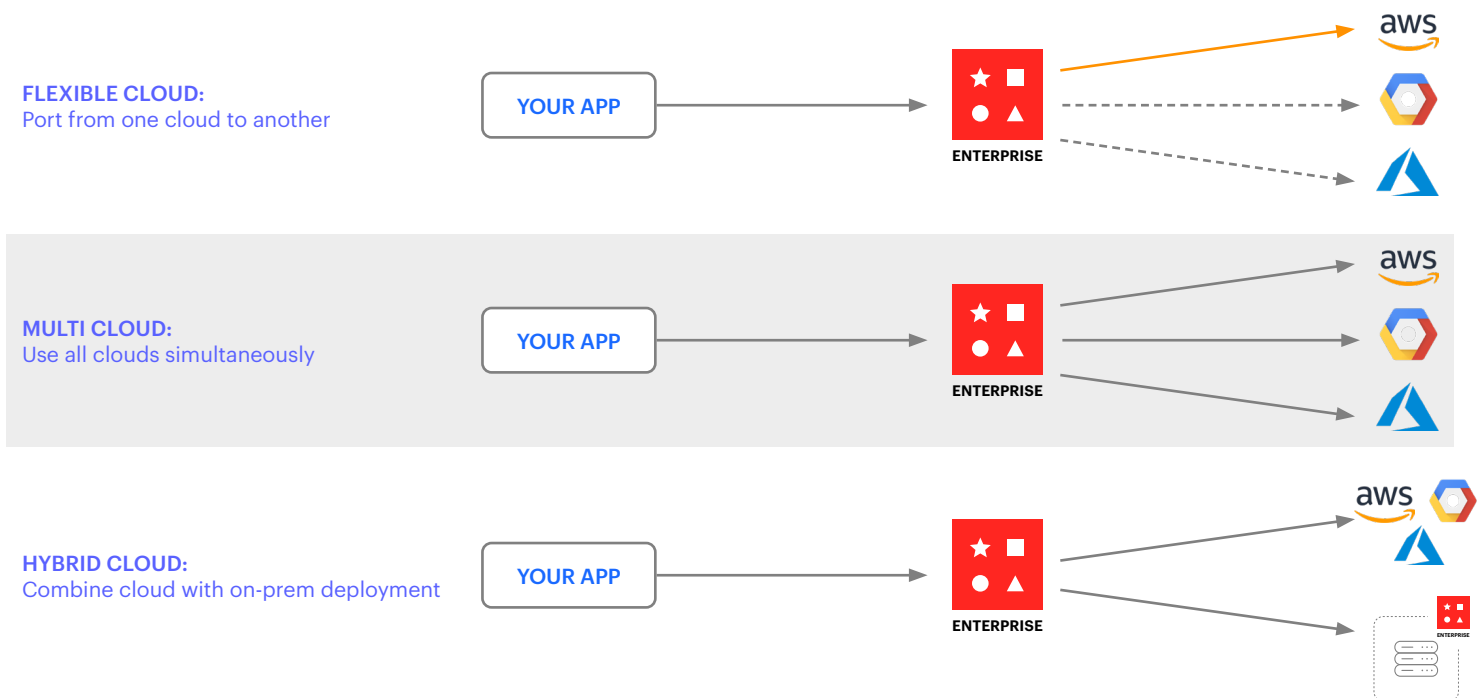 aws
FLEXIBLE CLOUD:
Port from one cloud to another
YOUR APP
ENTERPRISE
aws
MULTI CLOUD:
Use all clouds simultaneously
YOUR APP
ENTERPRISE
aws
HYBRID CLOUD:
Combine cloud with on-prem deployment
YOUR APP
ENTERPRISE
ENTERPRISE